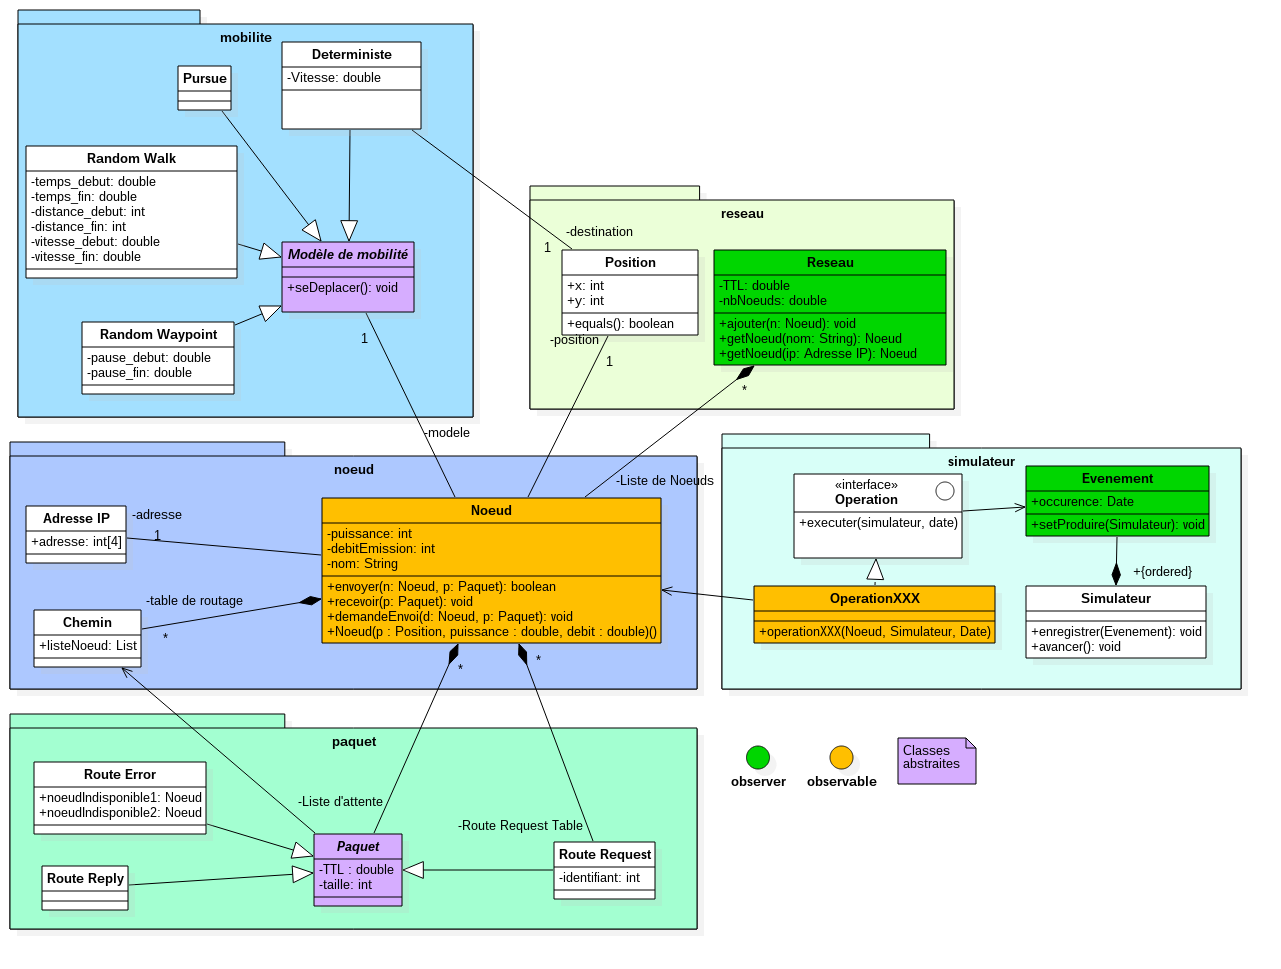 mobilite
Deterministe
-Vitesse: double
Pursue
Random Walk
-temps_debut: double
-temps_fin: double
-distance_debut: int
-distance_fin: int
-vitesse_debut: double
-vitesse_fin: double
Modèle de mobilité
+seDeplacer(): void
Random Waypoint
-pause_debut: double
-pause_fin: double
1
-modele
reseau
-destination
1
Position
+x: int
+y: int
+equals(): boolean
-position
1
Reseau
-TTL: double
-nbNoeuds: double
+ajouter(n: Noeud): void
+getNoeud(nom: String): Noeud
+getNoeud(ip: Adresse IP): Noeud
*
-Liste de Noeuds
noeud
Adresse IP
+adresse: int[4]
-adresse
1
Noeud
-puissance: int
-debitEmission: int
-nom: String
+envoyer(n: Noeud, p: Paquet): boolean
+recevoir(p: Paquet): void
+demandeEnvoi(d: Noeud, p: Paquet): void
+Noeud(p : Position, puissance : double, debit : double)()
-table de routage
*
Chemin
+listeNoeud: List
*
*
simulateur
«interface»
Operation
+executer(simulateur, date)
Evenement
+occurence: Date
+setProduire(Simulateur): void
+{ordered}
OperationXXX
+operationXXX(Noeud, Simulateur, Date)
Simulateur
+enregistrer(Evenement): void
+avancer(): void
paquet
Route Error
+noeudIndisponible1: Noeud
+noeudIndisponible2: Noeud
-Liste d'attente
-Route Request Table
Paquet
-TTL : double
-taille: int
Route Request
-identifiant: int
Route Reply
observer
observable
Classes
abstraites